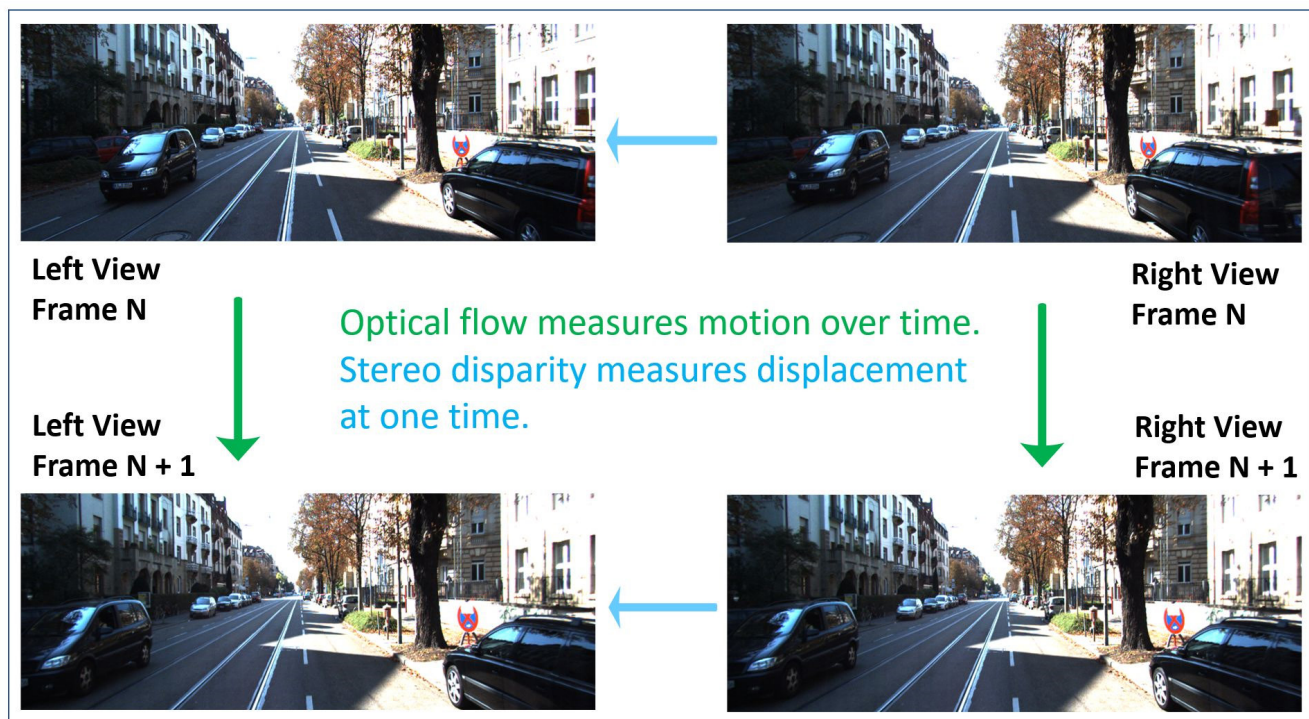 Left View
Frame N
Right View
Frame N
Optical flow measures motion over time.
Stereo disparity measures displacement
at one time.
Left View
Frame N + 1
Right View
Frame N + 1